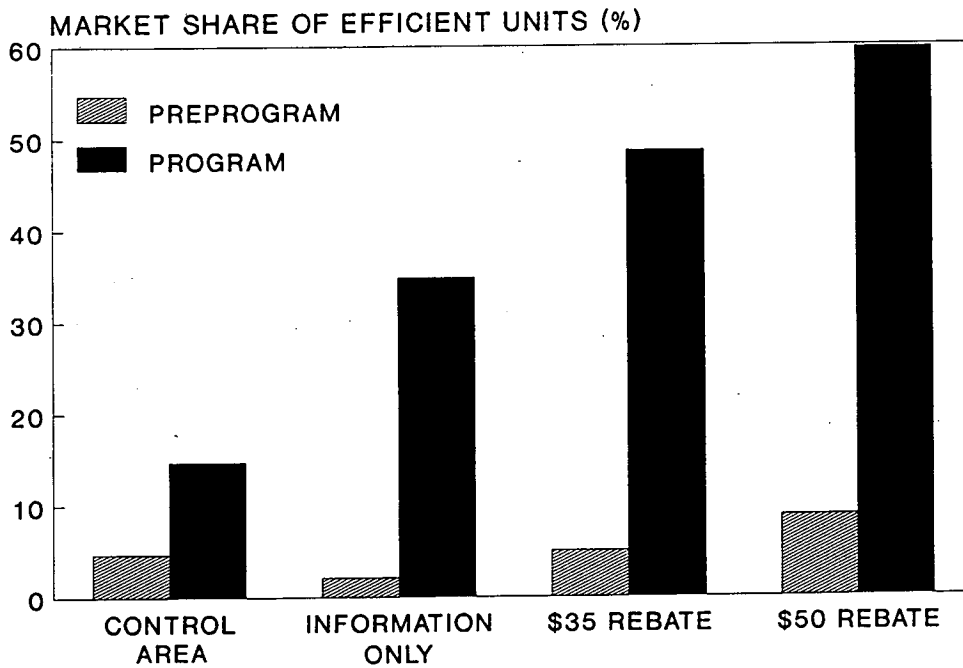 MARKET SHARE OF EFFICIENT UNITS (%)
60
PREPROGRAM
50
PROGRAM
40
30
20
10
0
CONTROL AREA
INFORMATION ONLY
$35 REBATE
$50 REBATE